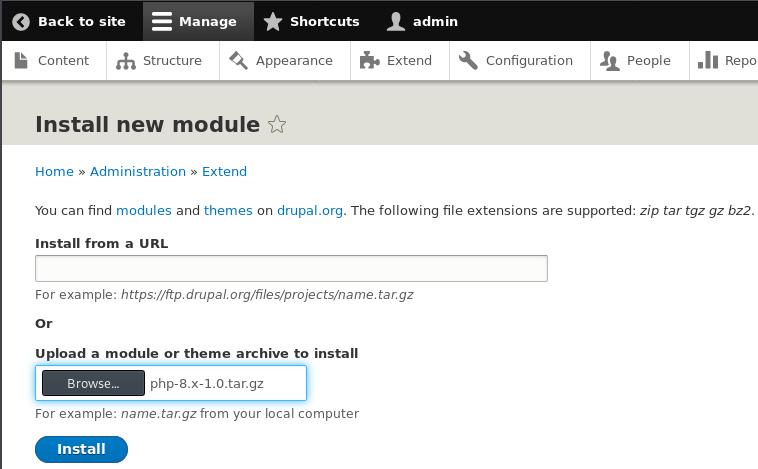 Back to site Manage Shortcuts admin
Content Structure Appearance Extend Configuration People Repo
Install new module
Home » Administration » Extend
You can find modules and themes on drupal.org. The following file extensions are supported: zip tar tgz gz bz2.
Install from a URL
For example: https://ftp.drupal.org/files/projects/name.tar.gz
Or
Upload a module or theme archive to install
Browse... php-8.x-1.0.tar.gz
For example: name.tar.gz from your local computer
Install